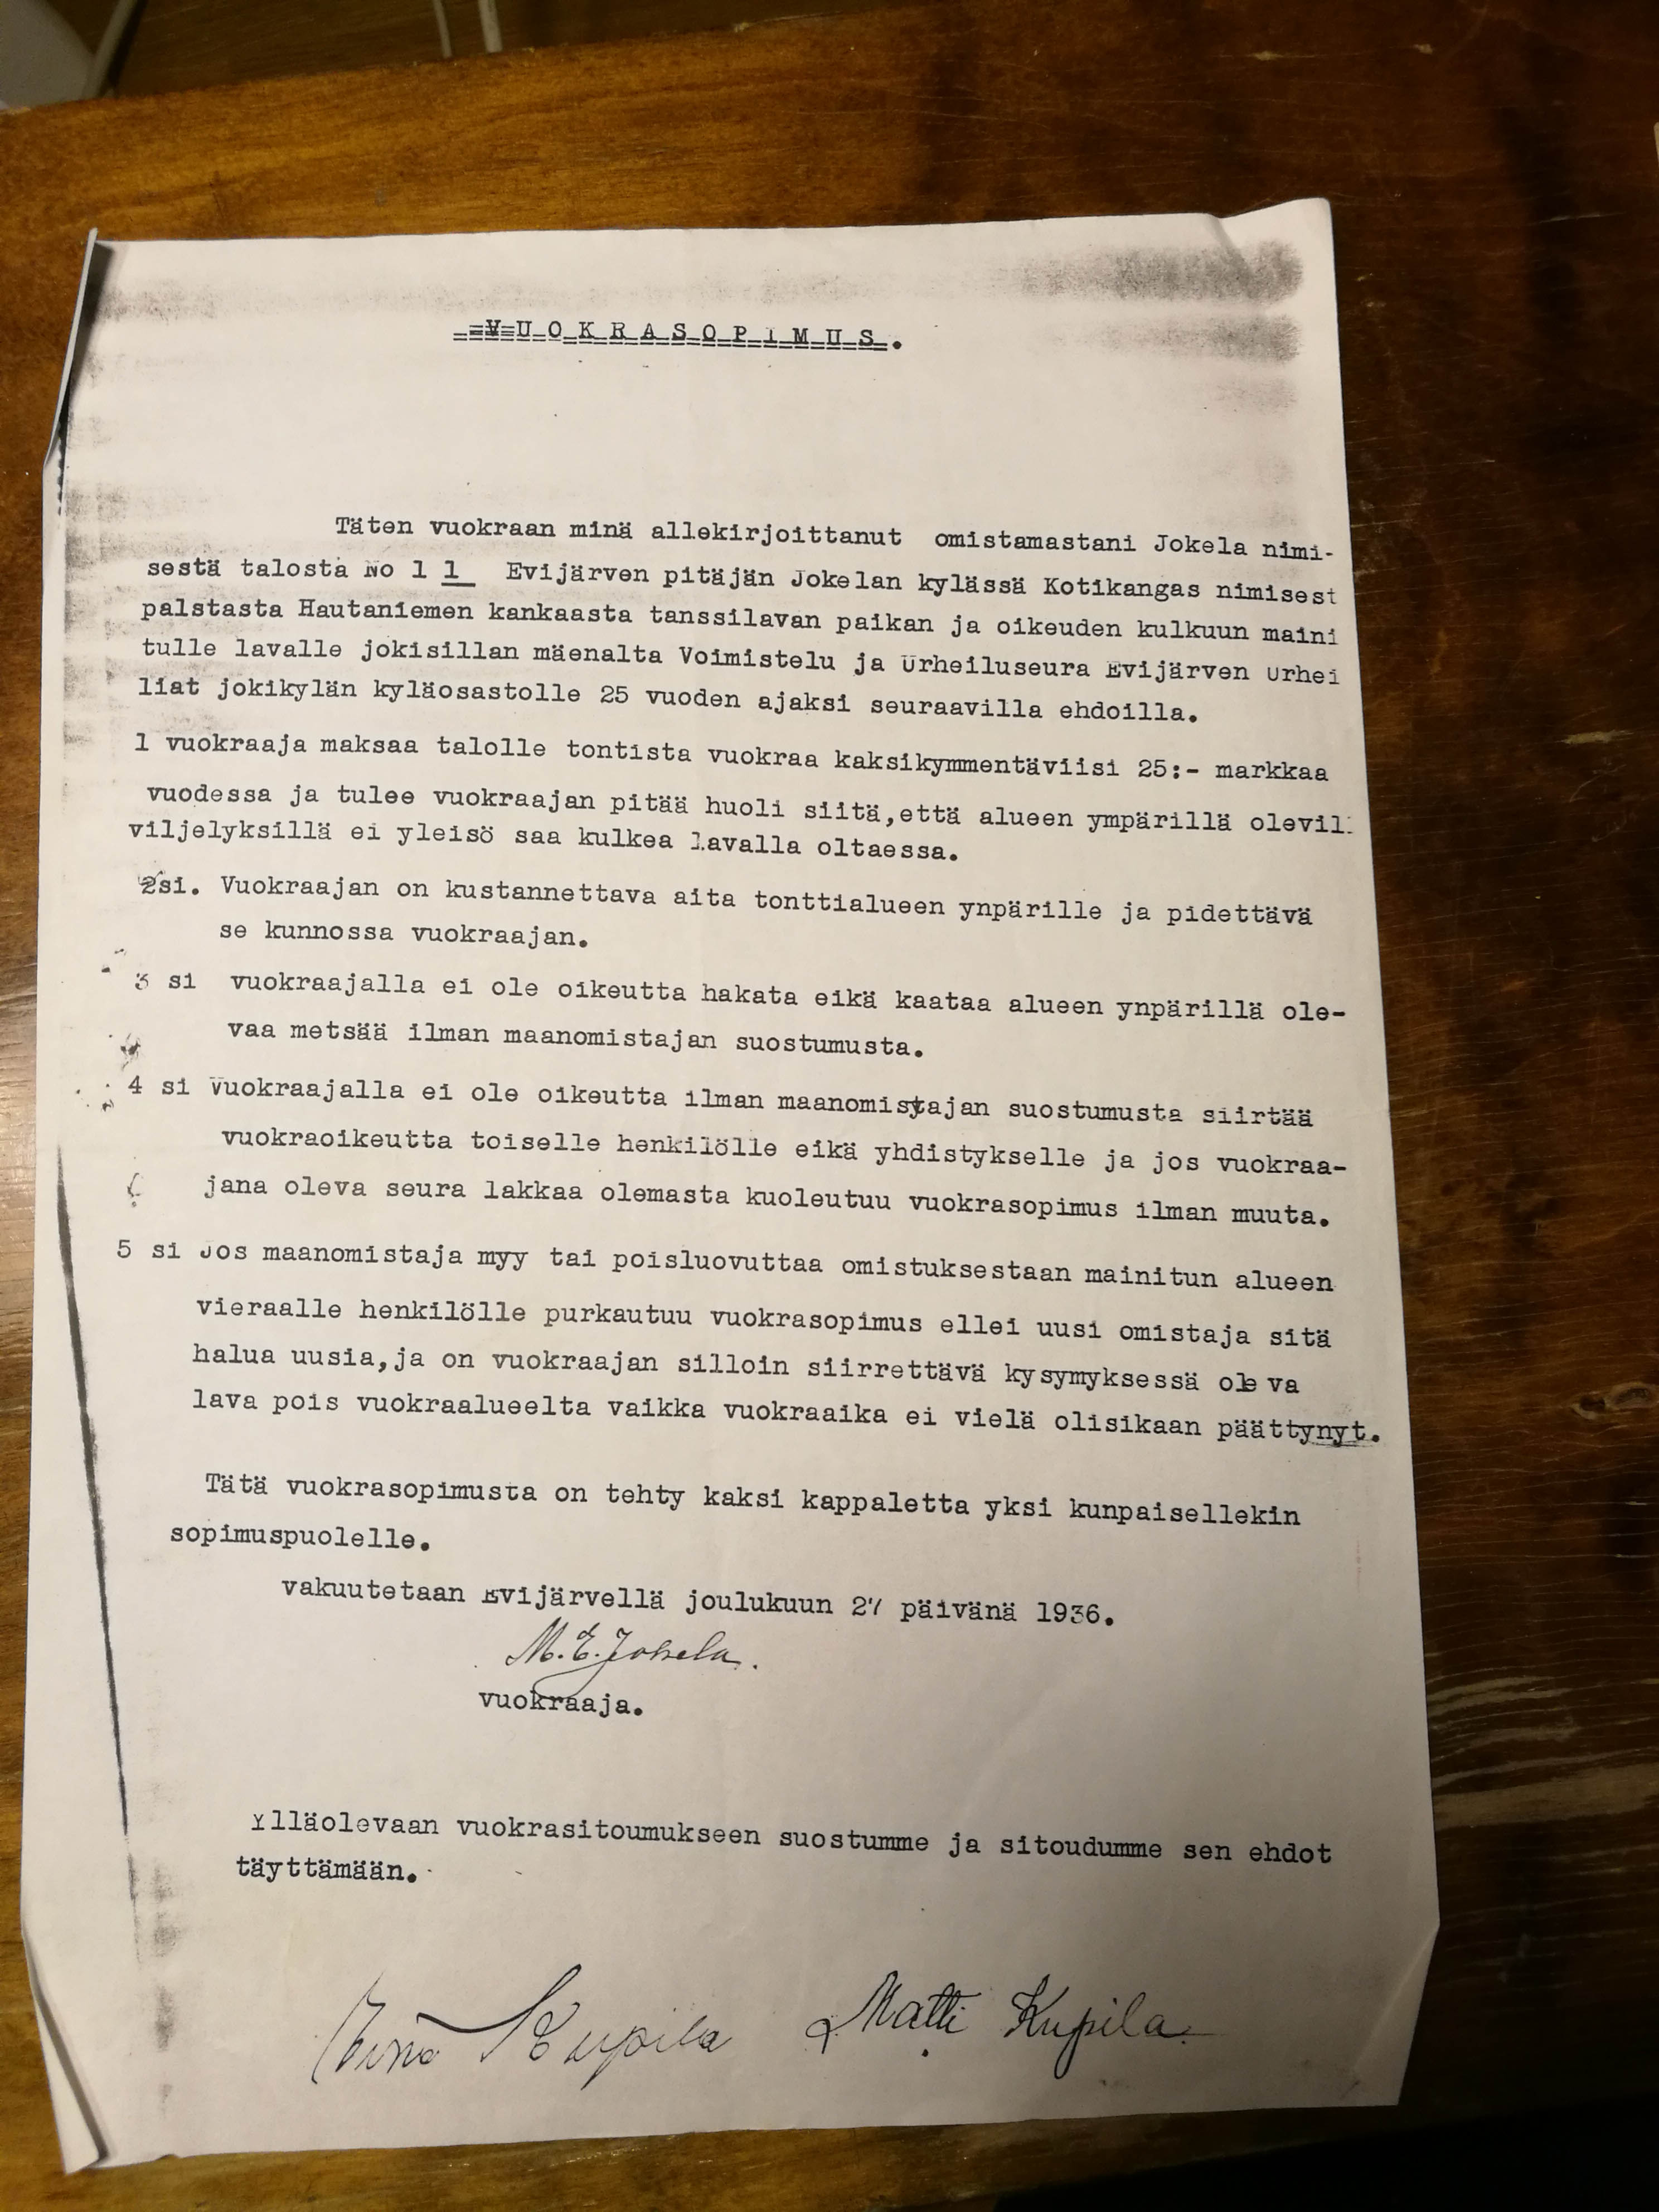 VUOKRASOPIMUS.
Täten vuokraan minä allekirjoittanut omistamastani Jokela nimi-
sestä talosta No 1 1 Evijärven pitäjän Jokelan kylässä Kotikangas nimisest
palstasta Hautaniemen kankaasta tanssilavan paikan ja oikeuden kulkuun maini
tulle lavalle jokisillan mäenalta Voimistelu ja Urheiluseura Evijärven Urhei
liat jokikylän kyläosastolle 25 vuoden ajaksi seuraavilla ehdoilla.
1 vuokraaja maksaa talolle tontista vuokraa kaksikymmentäviisi 25:- markkaa
vuodessa ja tulee vuokraajan pitää huoli siitä,että alueen ympärillä olevil
viljelyksillä ei yleisö saa kulkea lavalla oltaessa.
2si. Vuokraajan on kustannettava aita tonttialueen ynpärille ja pidettävä
se kunnossa vuokraajan.
3 si vuokraajalla ei ole oikeutta hakata eikä kaataa alueen ynpärillä ole-
vaa metsää ilman maanomistajan suostumusta.
4 si Vuokraajalla ei ole oikeutta ilman maanomistajan suostumusta siirtää
vuokraoikeutta toiselle henkilölle eikä yhdistykselle ja jos vuokraa-
jana oleva seura lakkaa olemasta kuoleutuu vuokrasopimus ilman muuta.
5 si Jos maanomistaja myy tai poisluovuttaa omistuksestaan mainitun alueen
vieraalle henkilölle purkautuu vuokrasopimus ellei uusi omistaja sitä
halua uusia,ja on vuokraajan silloin siirrettävä kysymyksessä oleva
lava pois vuokraalueelta vaikka vuokraaika ei vielä olisikaan päättynyt.
Tätä vuokrasopimusta on tehty kaksi kappaletta yksi kunpaisellekin
sopimuspuolelle.
vakuutetaan Evijärvellä joulukuun 27 päivänä 1936.
M.E.Jokela.
vuokraaja.
Ylläolevaan vuokrasitoumukseen suostumme ja sitoudumme sen ehdot
täyttämään.
Kupila Matti Kupila